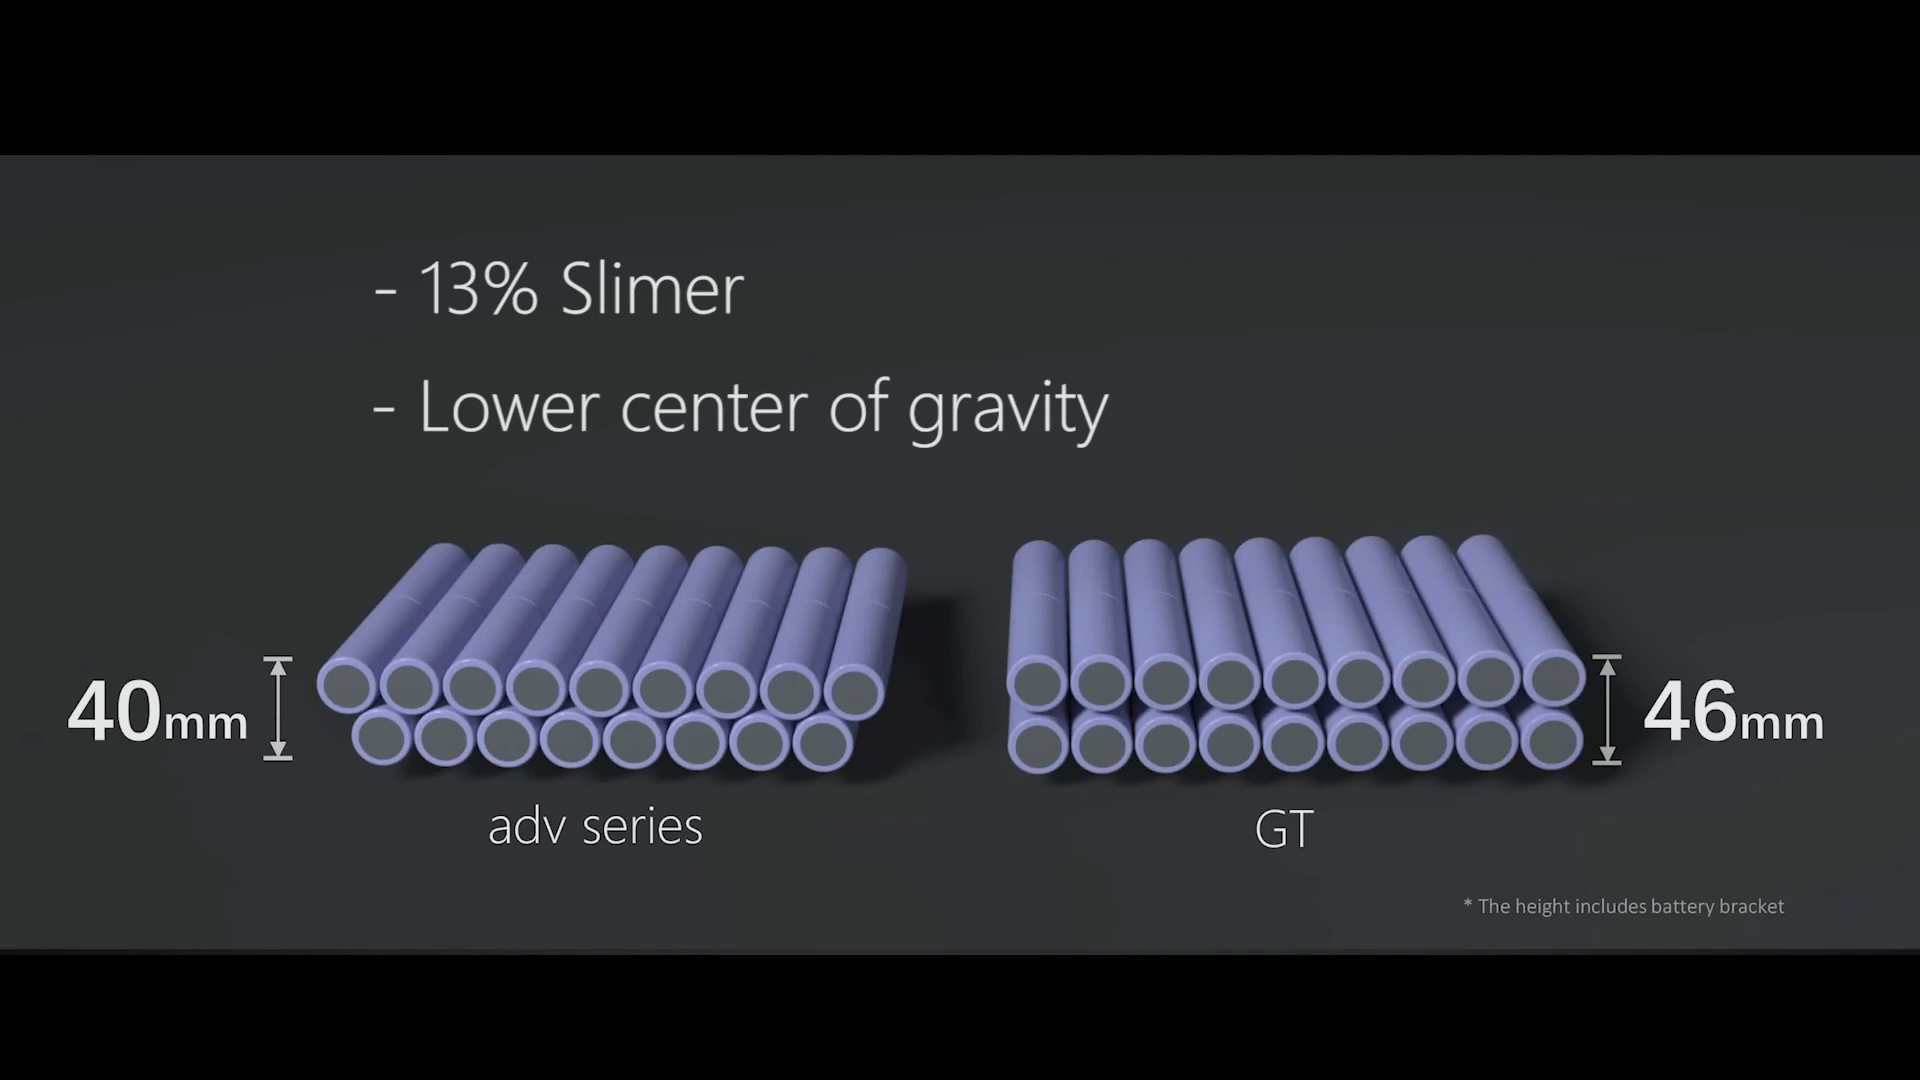 - 13% Slimer
- Lower center of gravity
40mm
46mm
adv series
GT
* The height includes battery bracket